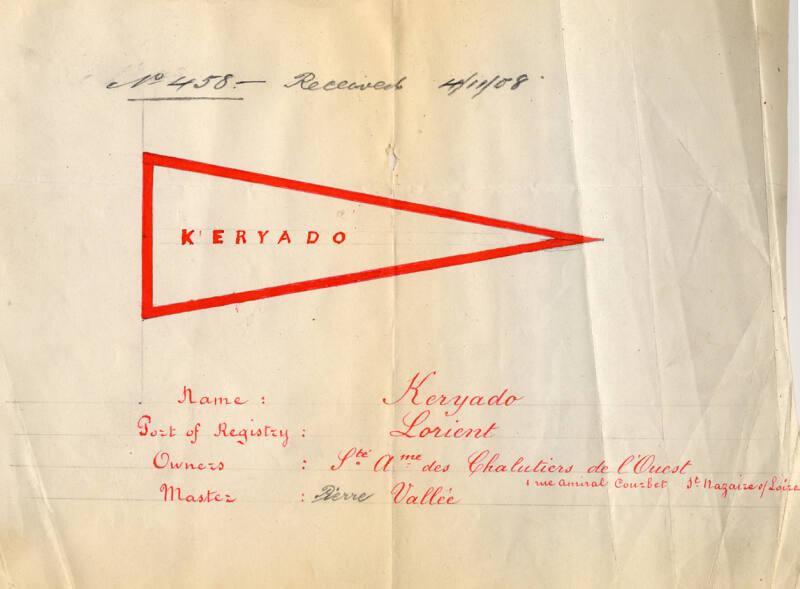 No 458.- Received 4/11/08
KERYADO
Name : Keryado
Port of Registry : Lorient
Owners : Sté Ame des Chalutiers de l'Ouest
1 rue Amiral Courbet St Nazaire s/ Loire
Master : Pierre Vallée